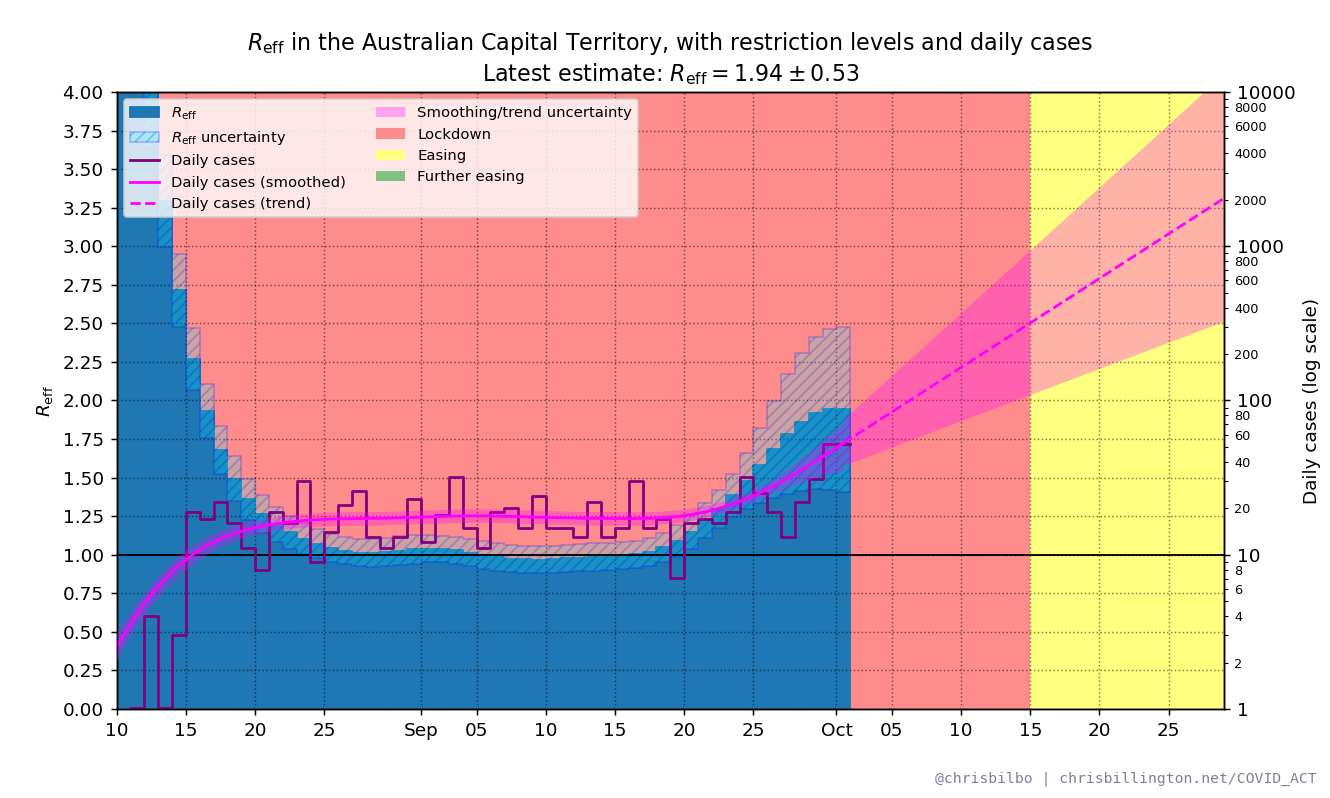 Reff in the Australian Capital Territory, with restriction levels and daily cases
Latest estimate: Reff = 1.94 ± 0.53
Reff
Reff uncertainty
Daily cases
Daily cases (smoothed)
Daily cases (trend)
Smoothing/trend uncertainty
Lockdown
Easing
Further easing
4.00
3.75
3.50
3.25
3.00
2.75
2.50
2.25
2.00
1.75
1.50
1.25
1.00
0.75
0.50
0.25
0.00
Reff
10000
8000
6000
4000
2000
1000
800
600
400
200
100
80
60
40
20
10
8
6
4
2
1
Daily cases (log scale)
10 15 20 25 Sep 05 10 15 20 25 Oct 05 10 15 20 25
@chrisbilbo | chrisbillington.net/COVID_ACT